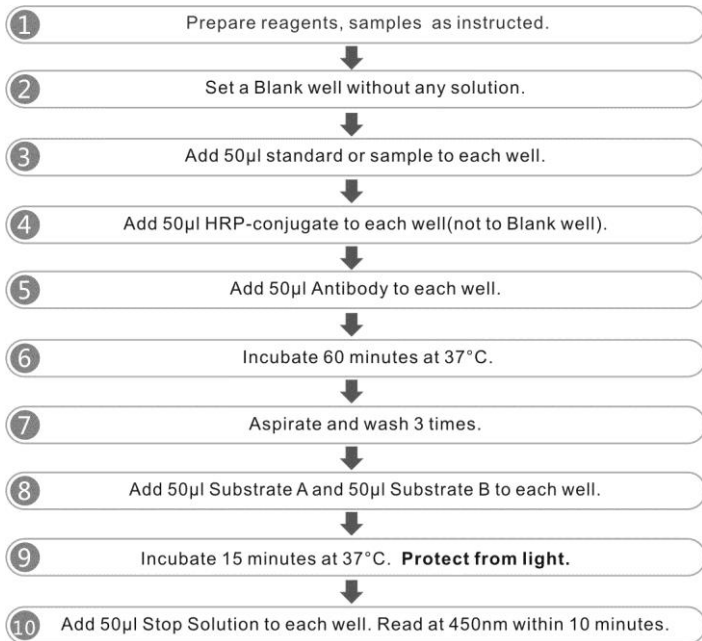 1 Prepare reagents, samples as instructed.
2 Set a Blank well without any solution.
3 Add 50μl standard or sample to each well.
4 Add 50μl HRP-conjugate to each well(not to Blank well).
5 Add 50μl Antibody to each well.
6 Incubate 60 minutes at 37°C.
7 Aspirate and wash 3 times.
8 Add 50μl Substrate A and 50μl Substrate B to each well.
9 Incubate 15 minutes at 37°C. Protect from light.
10 Add 50μl Stop Solution to each well. Read at 450nm within 10 minutes.